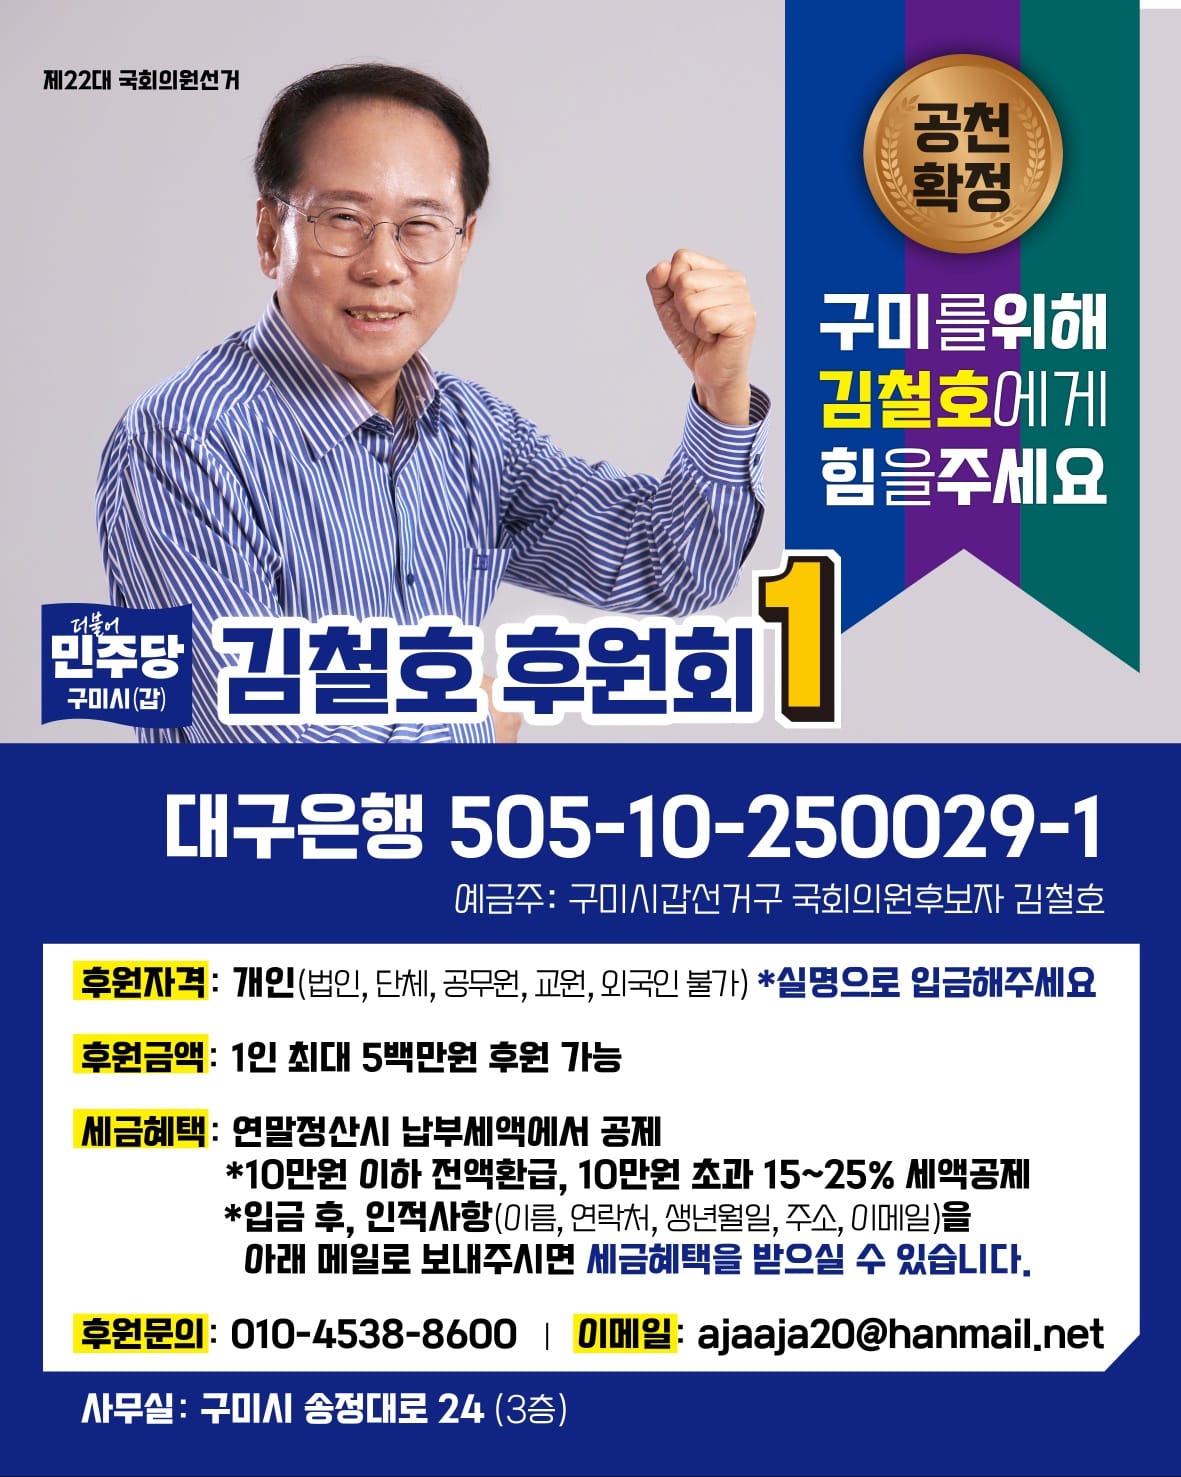 제22대 국회의원선거
공천
확정
구미를위해
김철호에게
힘을주세요
더불어
민주당
구미시(갑)
김철호 후원회
1
대구은행 505-10-250029-1
예금주: 구미시갑선거구 국회의원후보자 김철호
후원자격: 개인(법인, 단체, 공무원, 교원, 외국인 불가) *실명으로 입금해주세요
후원금액: 1인 최대 5백만원 후원 가능
세금혜택: 연말정산시 납부세액에서 공제
*10만원 이하 전액환급, 10만원 초과 15~25% 세액공제
*입금 후, 인적사항(이름, 연락처, 생년월일, 주소, 이메일)을
아래 메일로 보내주시면 세금혜택을 받으실 수 있습니다.
후원문의: 010-4538-8600 | 이메일: ajaaja20@hanmail.net
사무실: 구미시 송정대로 24 (3층)